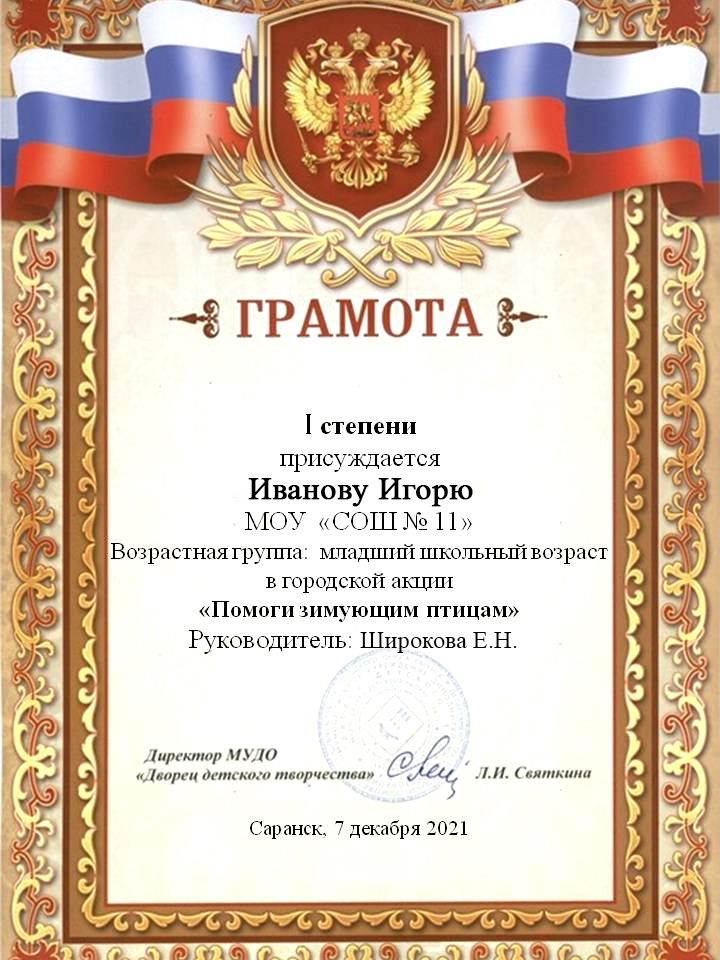 ГРАМОТА
I степени
присуждается
Иванову Игорю
МОУ «СОШ № 11»
Возрастная группа: младший школьный возраст
в городской акции
«Помоги зимующим птицам»
Руководитель: Широкова Е.Н.
Директор МУДО
«Дворец детского творчества» Л.И. Святкина
Саранск, 7 декабря 2021